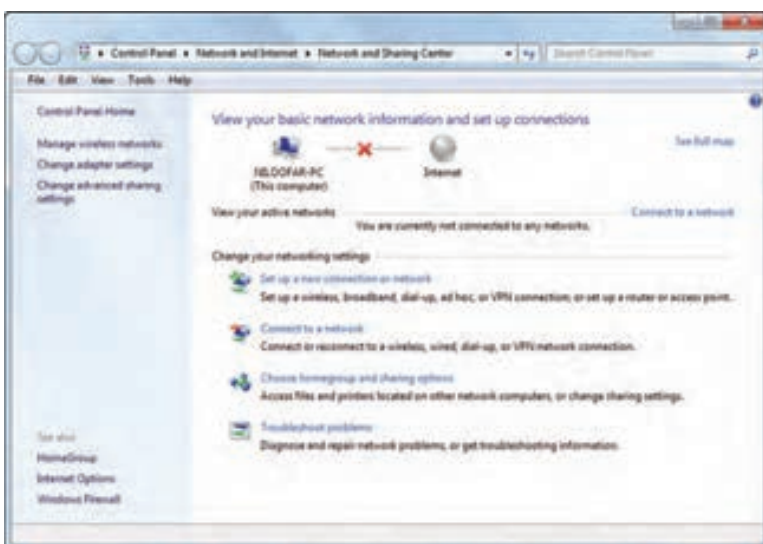 Control Panel ▸ Network and Internet ▸ Network and Sharing Center
Search Control Panel
File Edit View Tools Help
Control Panel Home
Manage wireless networks
Change adapter settings
Change advanced sharing
settings
See also
HomeGroup
Internet Options
Windows Firewall
View your basic network information and set up connections
See full map
NILOOFAR-PC
(This computer)
Internet
View your active networks
Connect to a network
You are currently not connected to any networks.
Change your networking settings
Set up a new connection or network
Set up a wireless, broadband, dial-up, ad hoc, or VPN connection; or set up a router or access point.
Connect to a network
Connect or reconnect to a wireless, wired, dial-up, or VPN network connection.
Choose homegroup and sharing options
Access files and printers located on other network computers, or change sharing settings.
Troubleshoot problems
Diagnose and repair network problems, or get troubleshooting information.